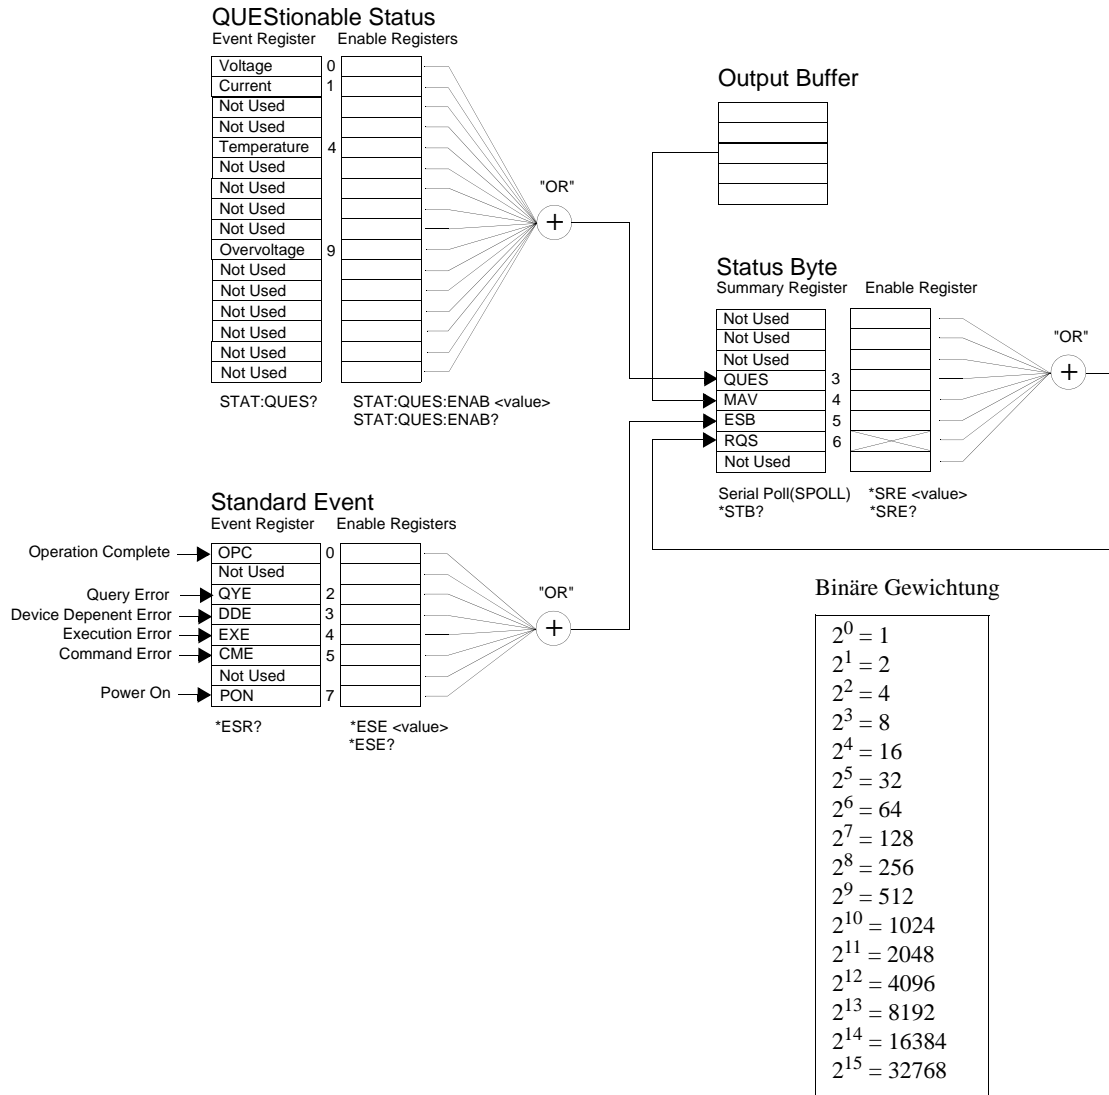 QUEStionable Status
Event Register Enable Registers
Voltage 0
Current 1
Not Used
Not Used
Temperature 4
Not Used
Not Used
Not Used
Not Used
Overvoltage 9
Not Used
Not Used
Not Used
Not Used
Not Used
Not Used
"OR"
+
STAT:QUES? STAT:QUES:ENAB <value>
STAT:QUES:ENAB?
Output Buffer
Status Byte
Summary Register Enable Register
Not Used
Not Used
Not Used
QUES 3
MAV 4
ESB 5
RQS 6
Not Used
"OR"
+
Serial Poll(SPOLL) *SRE <value>
*STB? *SRE?
Standard Event
Event Register Enable Registers
Operation Complete OPC 0
Not Used
Query Error QYE 2
Device Depenent Error DDE 3
Execution Error EXE 4
Command Error CME 5
Not Used
Power On PON 7
"OR"
+
*ESR? *ESE <value>
*ESE?
Binäre Gewichtung
2^0 = 1
2^1 = 2
2^2 = 4
2^3 = 8
2^4 = 16
2^5 = 32
2^6 = 64
2^7 = 128
2^8 = 256
2^9 = 512
2^10 = 1024
2^11 = 2048
2^12 = 4096
2^13 = 8192
2^14 = 16384
2^15 = 32768